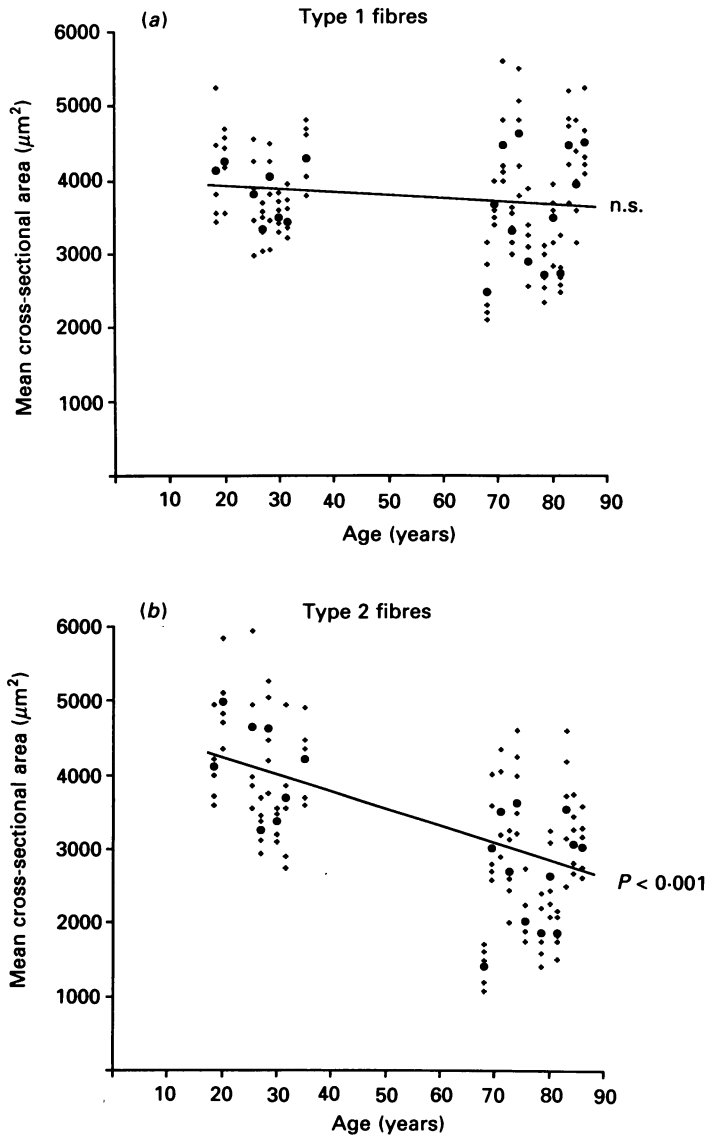 (a) Type 1 fibres
6000
5000
4000
3000
2000
1000
Mean cross-sectional area (μm²)
n.s.
10 20 30 40 50 60 70 80 90
Age (years)
(b) Type 2 fibres
6000
5000
4000
3000
2000
1000
Mean cross-sectional area (μm²)
P < 0·001
10 20 30 40 50 60 70 80 90
Age (years)